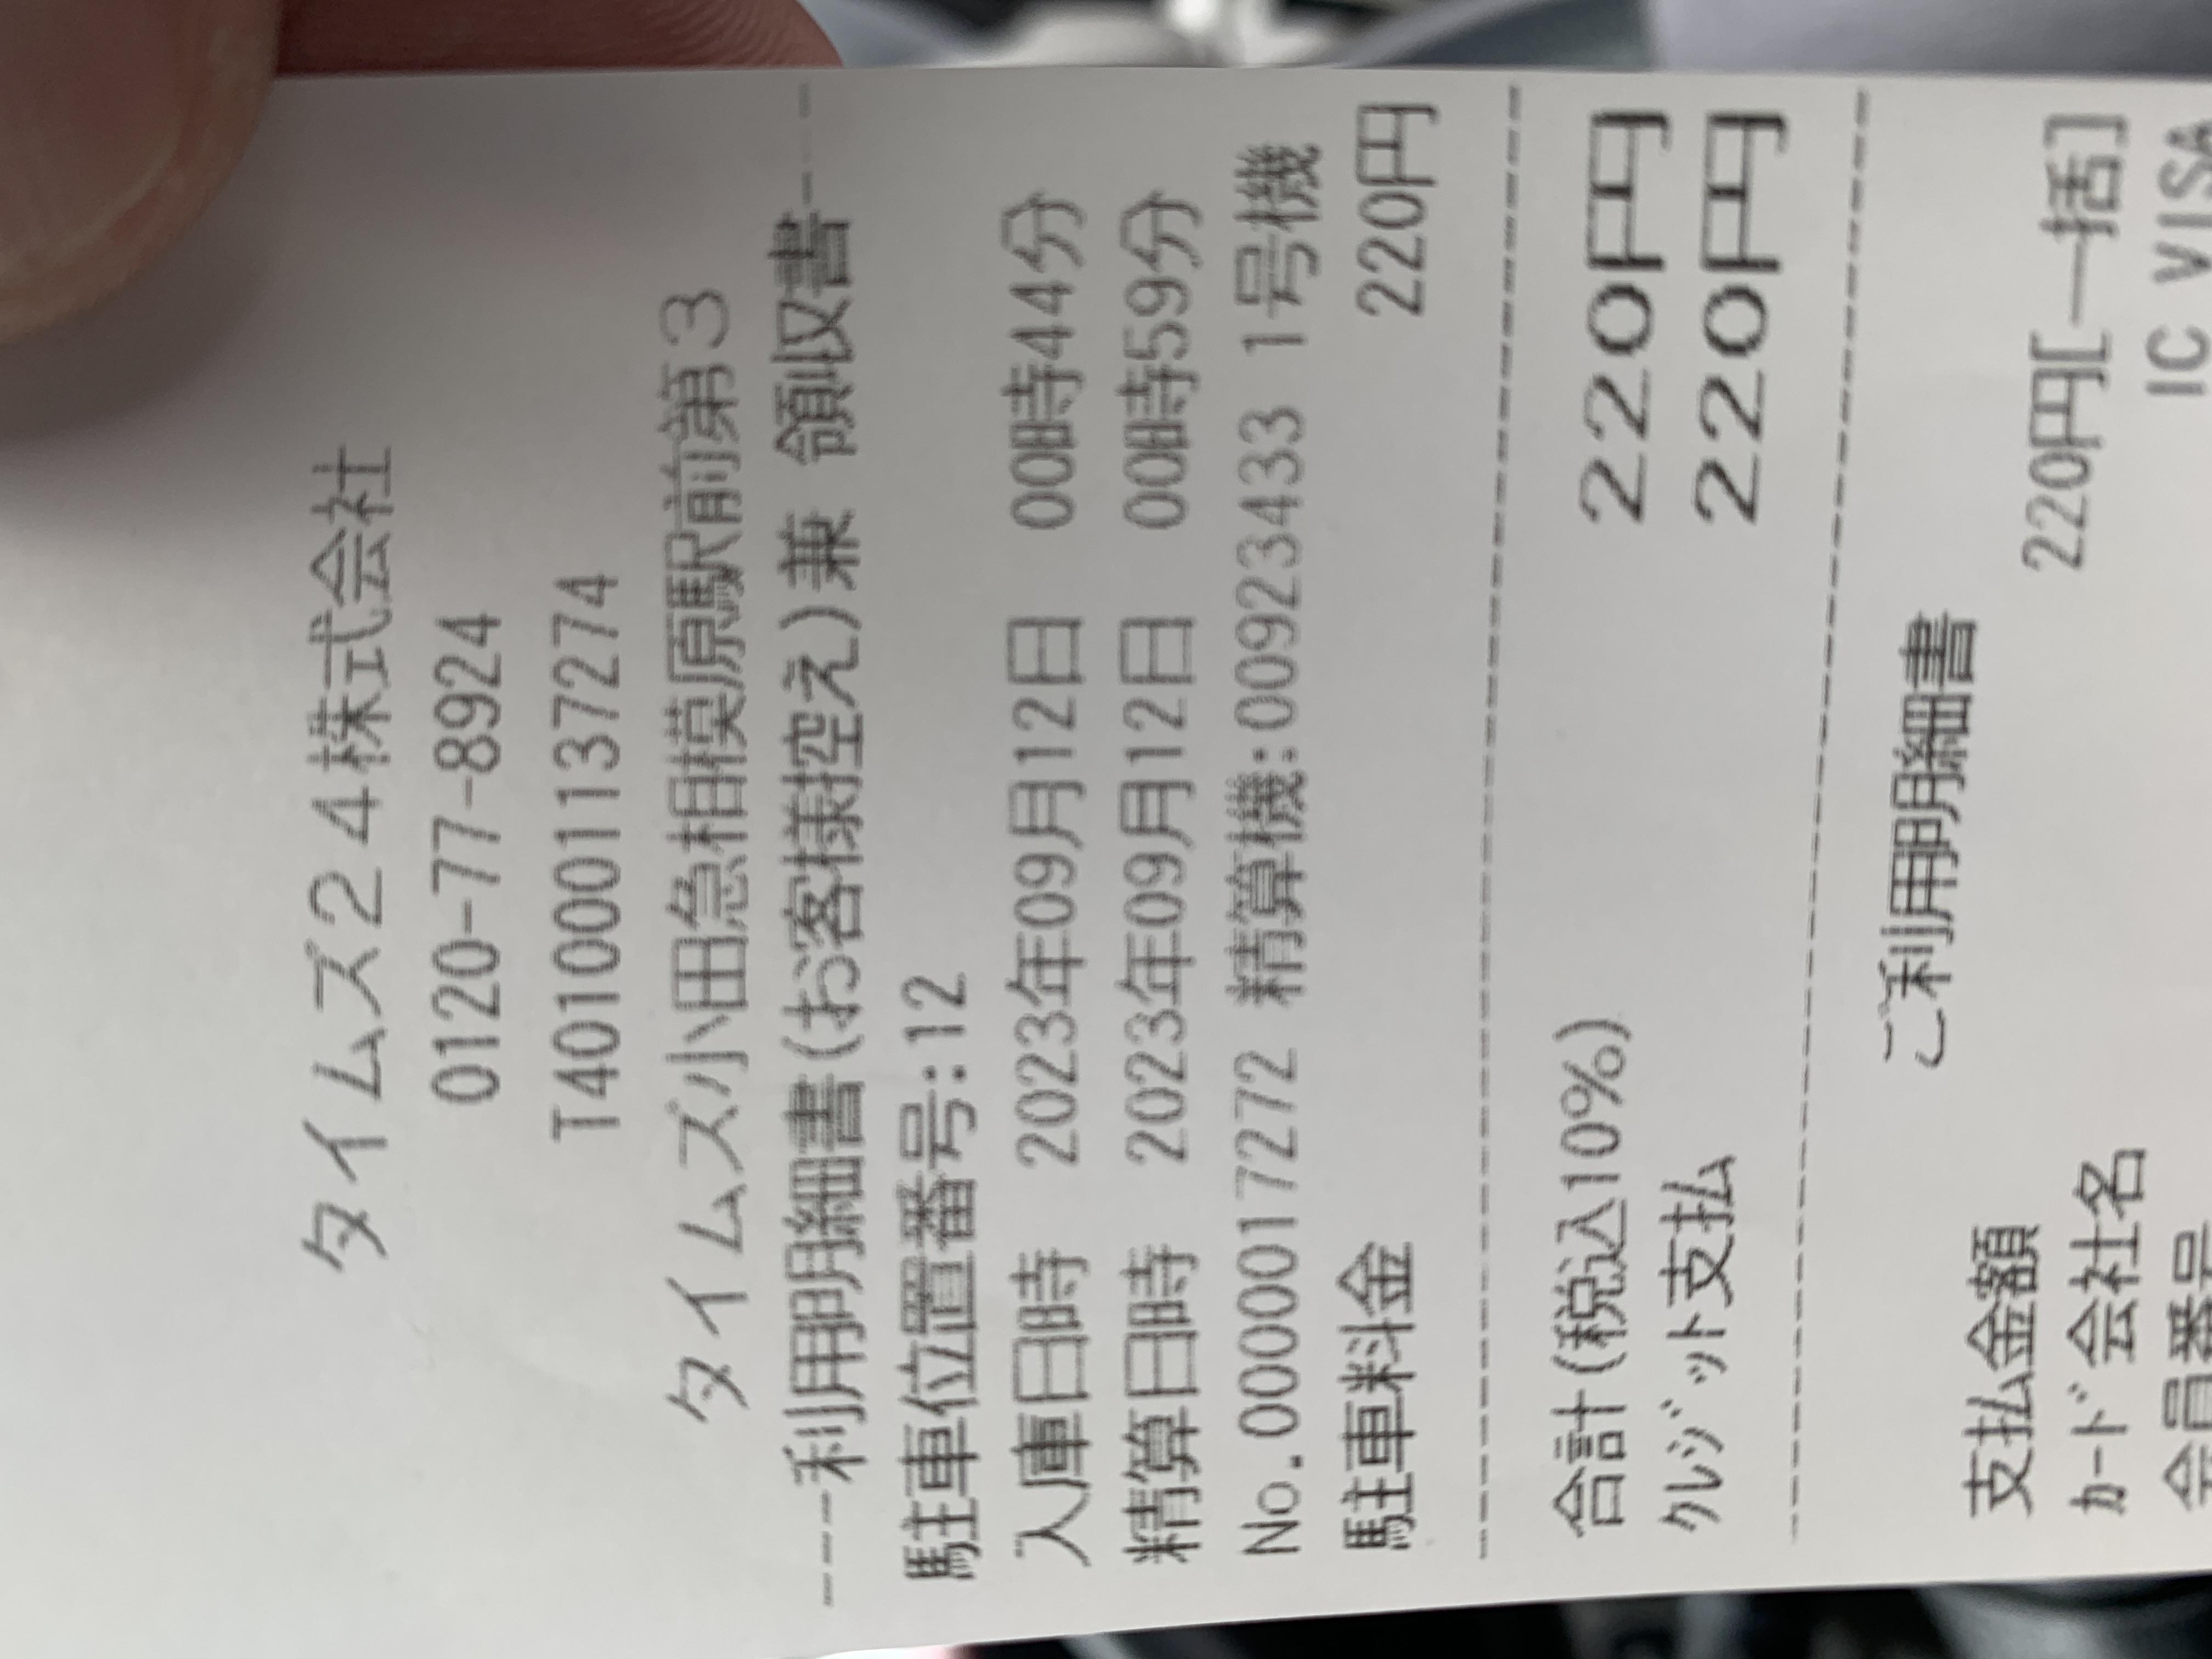 タイムズ24株式会社
0120-77-8924
T4010001137274
タイムズ小田急相模原駅前第3
----利用明細書(お客様控え)兼 領収書----
駐車位置番号:12
入庫日時 2023年09月12日 00時44分
精算日時 2023年09月12日 00時59分
No.000017272 精算機:00923433 1号機
駐車料金 220円
合計(税込10%) 220円
クレジット支払 220円
ご利用明細書
支払金額 220円[一括]
カード会社名 IC VISA
会員番号